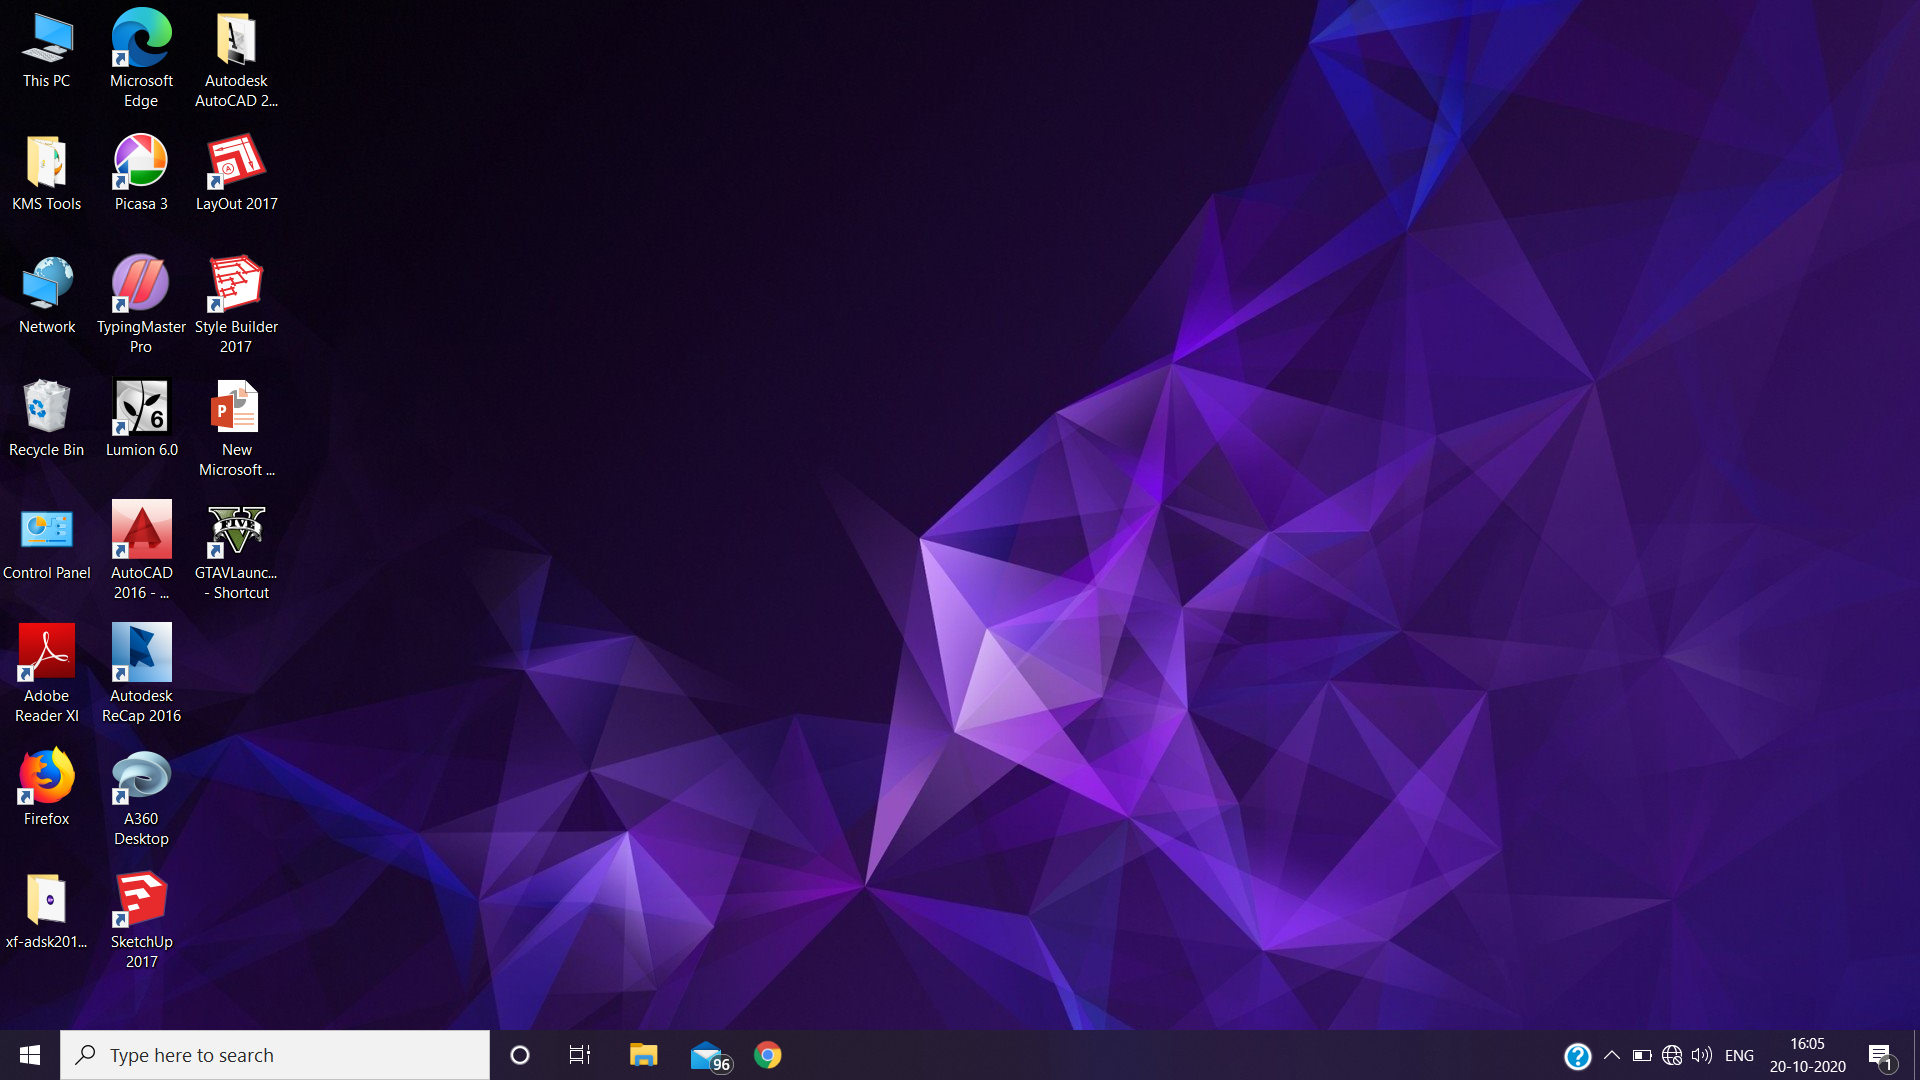 This PC
Microsoft
Edge
Autodesk
AutoCAD 2...
KMS Tools
Picasa 3
LayOut 2017
Network
TypingMaster
Pro
Style Builder
2017
6
Recycle Bin
Lumion 6.0
P
New
Microsoft ...
FIVE
Control Panel
AutoCAD
2016 - ...
GTAVLaunc...
- Shortcut
Adobe
Reader XI
Autodesk
ReCap 2016
Firefox
A360
Desktop
xf-adsk201...
SketchUp
2017
Type here to search
96
?
ENG
16:05
20-10-2020
1